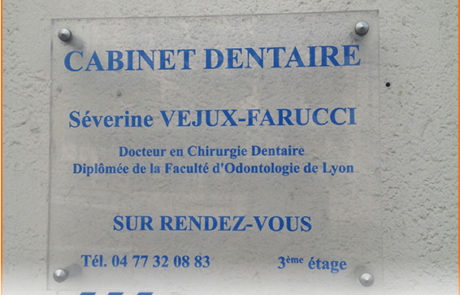 CABINET DENTAIRE
Séverine VEJUX-FARUCCI
Docteur en Chirurgie Dentaire
Diplômée de la Faculté d'Odontologie de Lyon
SUR RENDEZ-VOUS
Tél. 04 77 32 08 83 3ème étage